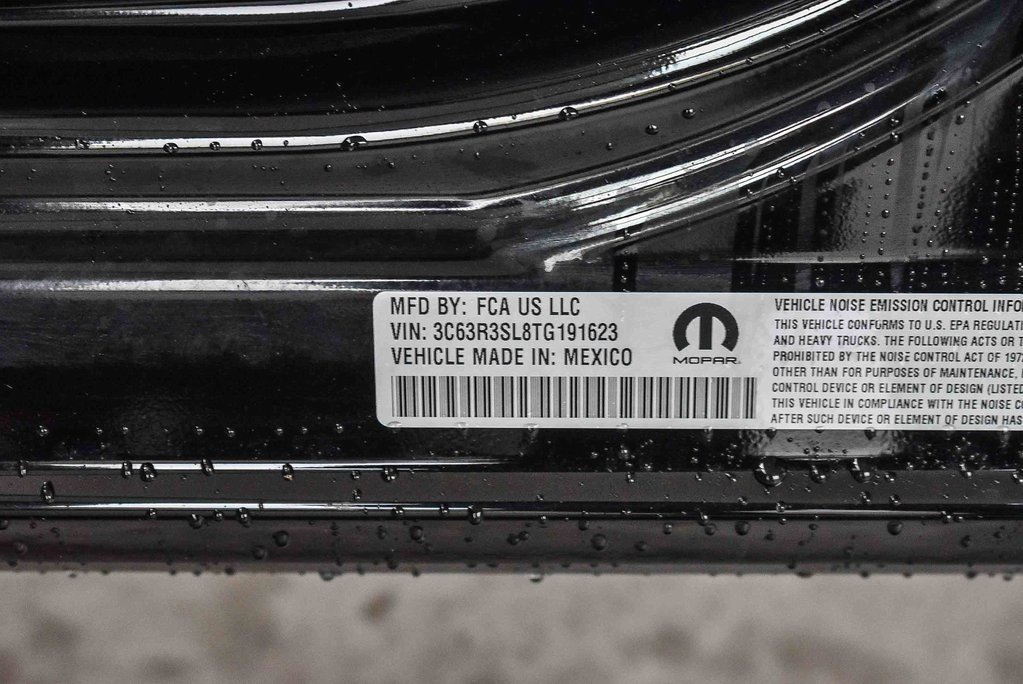 MFD BY: FCA US LLC
VIN: 3C63R3SL8TG191623
VEHICLE MADE IN: MEXICO
MOPAR
VEHICLE NOISE EMISSION CONTROL INFO
THIS VEHICLE CONFORMS TO U.S. EPA REGULATI
AND HEAVY TRUCKS. THE FOLLOWING ACTS OR T
PROHIBITED BY THE NOISE CONTROL ACT OF 197
OTHER THAN FOR PURPOSES OF MAINTENANCE,
CONTROL DEVICE OR ELEMENT OF DESIGN (LISTED
THIS VEHICLE IN COMPLIANCE WITH THE NOISE C
AFTER SUCH DEVICE OR ELEMENT OF DESIGN HAS